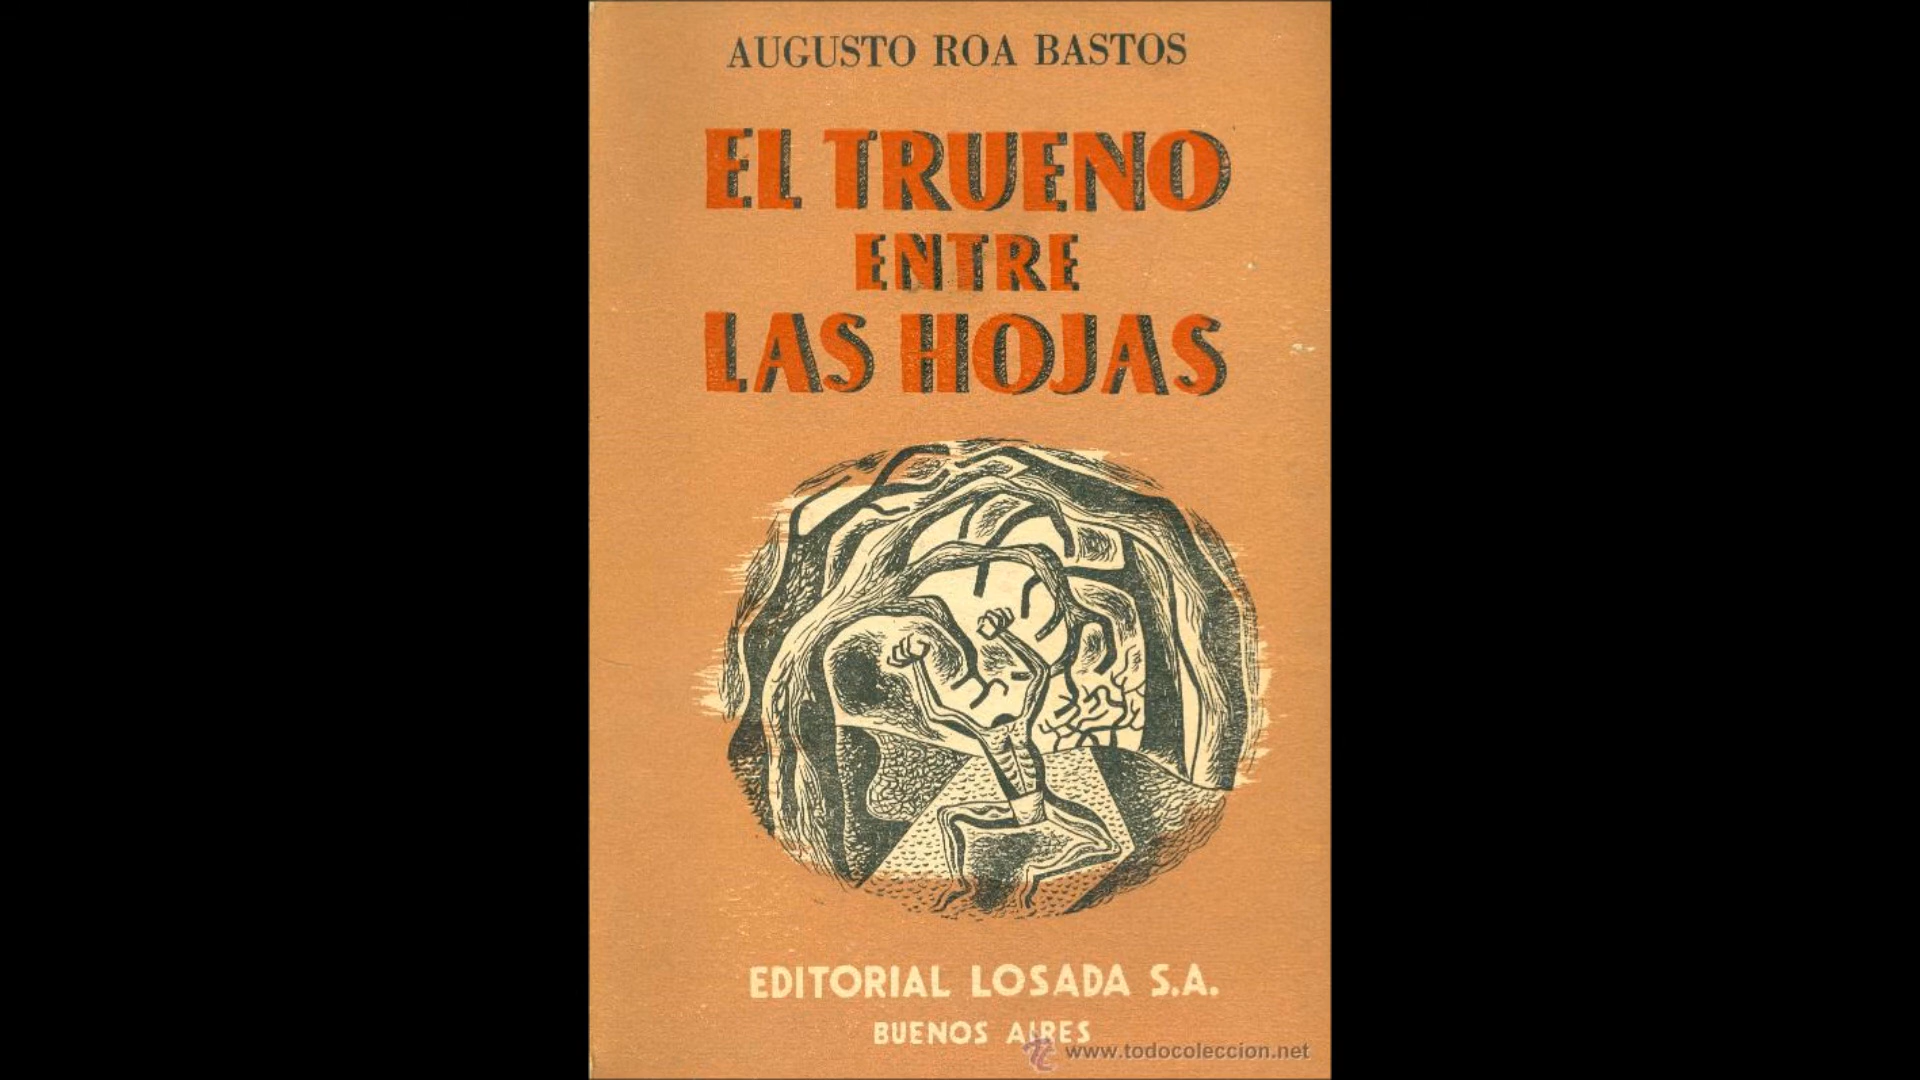 AUGUSTO ROA BASTOS
EL TRUENO
ENTRE
LAS HOJAS
EDITORIAL LOSADA S.A.
BUENOS AIRES
www.todocoleccion.net